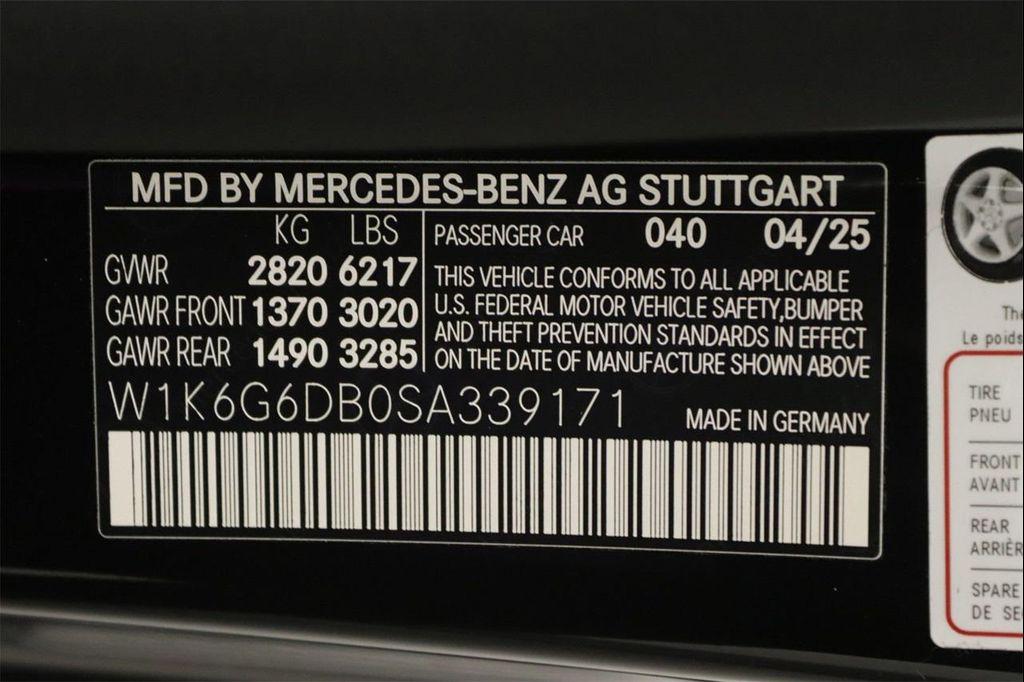 MFD BY MERCEDES-BENZ AG STUTTGART
KG LBS
GVWR 2820 6217
GAWR FRONT 1370 3020
GAWR REAR 1490 3285
PASSENGER CAR 040 04/25
THIS VEHICLE CONFORMS TO ALL APPLICABLE
U.S. FEDERAL MOTOR VEHICLE SAFETY,BUMPER
AND THEFT PREVENTION STANDARDS IN EFFECT
ON THE DATE OF MANUFACTURE SHOWN ABOVE
W1K6G6DB0SA339171
MADE IN GERMANY
Le poids
TIRE
PNEU
FRONT
AVANT
REAR
ARRIÈR
SPARE
DE SE